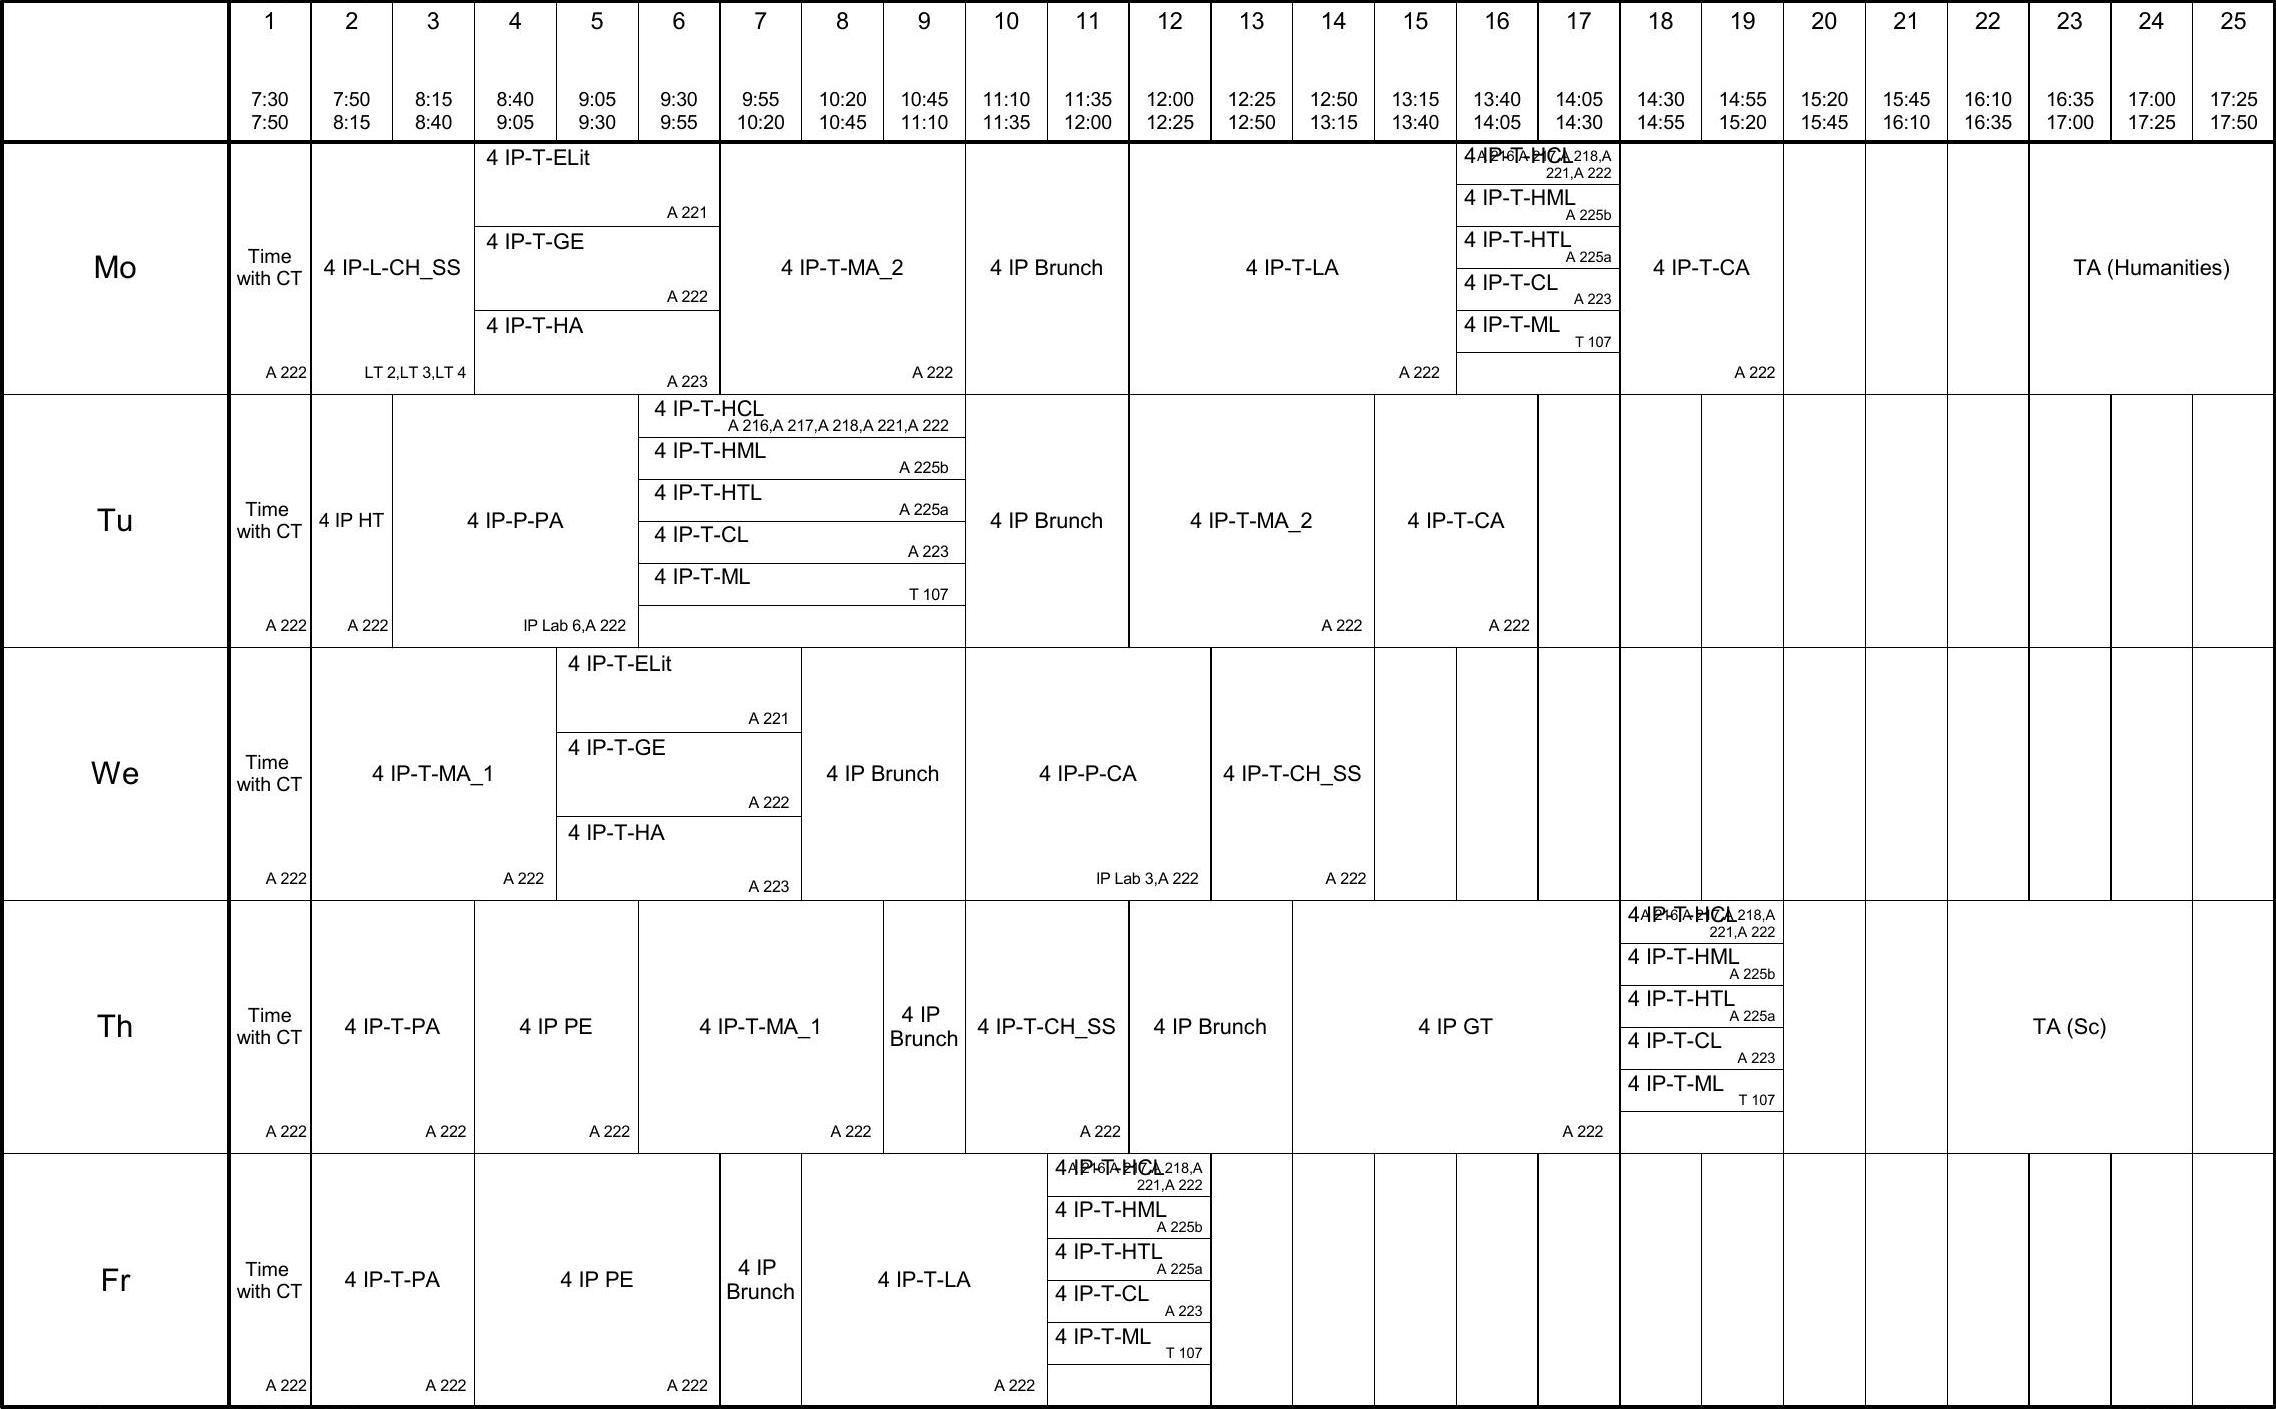 1 2 3 4 5 6 7 8 9 10 11 12 13 14 15 16 17 18 19 20 21 22 23 24 25
7:30 7:50 8:15 8:40 9:05 9:30 9:55 10:20 10:45 11:10 11:35 12:00 12:25 12:50 13:15 13:40 14:05 14:30 14:55 15:20 15:45 16:10 16:35 17:00 17:25
7:50 8:15 8:40 9:05 9:30 9:55 10:20 10:45 11:10 11:35 12:00 12:25 12:50 13:15 13:40 14:05 14:30 14:55 15:20 15:45 16:10 16:35 17:00 17:25 17:50
Mo
Time
with CT
A 222
4 IP-L-CH_SS
LT 2,LT 3,LT 4
4 IP-T-ELit
A 221
4 IP-T-GE
A 222
4 IP-T-HA
A 223
4 IP-T-MA_2
A 222
4 IP Brunch
4 IP-T-LA
A 222
4 IP-T-HCL
A 216,A 217,A 218,A
221,A 222
4 IP-T-HML
A 225b
4 IP-T-HTL
A 225a
4 IP-T-CL
A 223
4 IP-T-ML
T 107
4 IP-T-CA
A 222
TA (Humanities)
Tu
Time
with CT
A 222
4 IP HT
A 222
4 IP-P-PA
IP Lab 6,A 222
4 IP-T-HCL
A 216,A 217,A 218,A 221,A 222
4 IP-T-HML
A 225b
4 IP-T-HTL
A 225a
4 IP-T-CL
A 223
4 IP-T-ML
T 107
4 IP Brunch
4 IP-T-MA_2
A 222
4 IP-T-CA
A 222
We
Time
with CT
A 222
4 IP-T-MA_1
A 222
4 IP-T-ELit
A 221
4 IP-T-GE
A 222
4 IP-T-HA
A 223
4 IP Brunch
4 IP-P-CA
IP Lab 3,A 222
4 IP-T-CH_SS
A 222
Th
Time
with CT
A 222
4 IP-T-PA
A 222
4 IP PE
A 222
4 IP-T-MA_1
A 222
4 IP
Brunch
4 IP-T-CH_SS
A 222
4 IP Brunch
4 IP GT
A 222
4 IP-T-HCL
A 216,A 217,A 218,A
221,A 222
4 IP-T-HML
A 225b
4 IP-T-HTL
A 225a
4 IP-T-CL
A 223
4 IP-T-ML
T 107
TA (Sc)
Fr
Time
with CT
A 222
4 IP-T-PA
A 222
4 IP PE
A 222
4 IP
Brunch
4 IP-T-LA
A 222
4 IP-T-HCL
A 216,A 217,A 218,A
221,A 222
4 IP-T-HML
A 225b
4 IP-T-HTL
A 225a
4 IP-T-CL
A 223
4 IP-T-ML
T 107